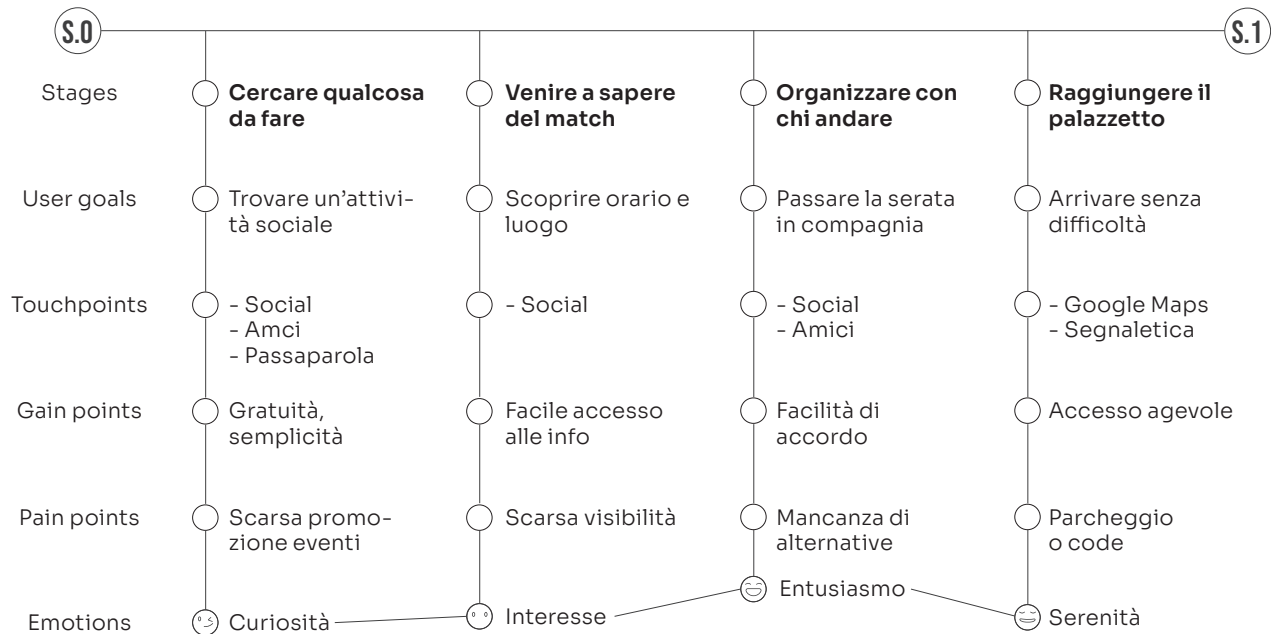 S.0
S.1
Stages
Cercare qualcosa
da fare
Venire a sapere
del match
Organizzare con
chi andare
Raggiungere il
palazzetto
User goals
Trovare un'attivi-
tà sociale
Scoprire orario e
luogo
Passare la serata
in compagnia
Arrivare senza
difficoltà
Touchpoints
- Social
- Amci
- Passaparola
- Social
- Social
- Amici
- Google Maps
- Segnaletica
Gain points
Gratuità,
semplicità
Facile accesso
alle info
Facilità di
accordo
Accesso agevole
Pain points
Scarsa promo-
zione eventi
Scarsa visibilità
Mancanza di
alternative
Parcheggio
o code
Emotions
Curiosità
Interesse
Entusiasmo
Serenità